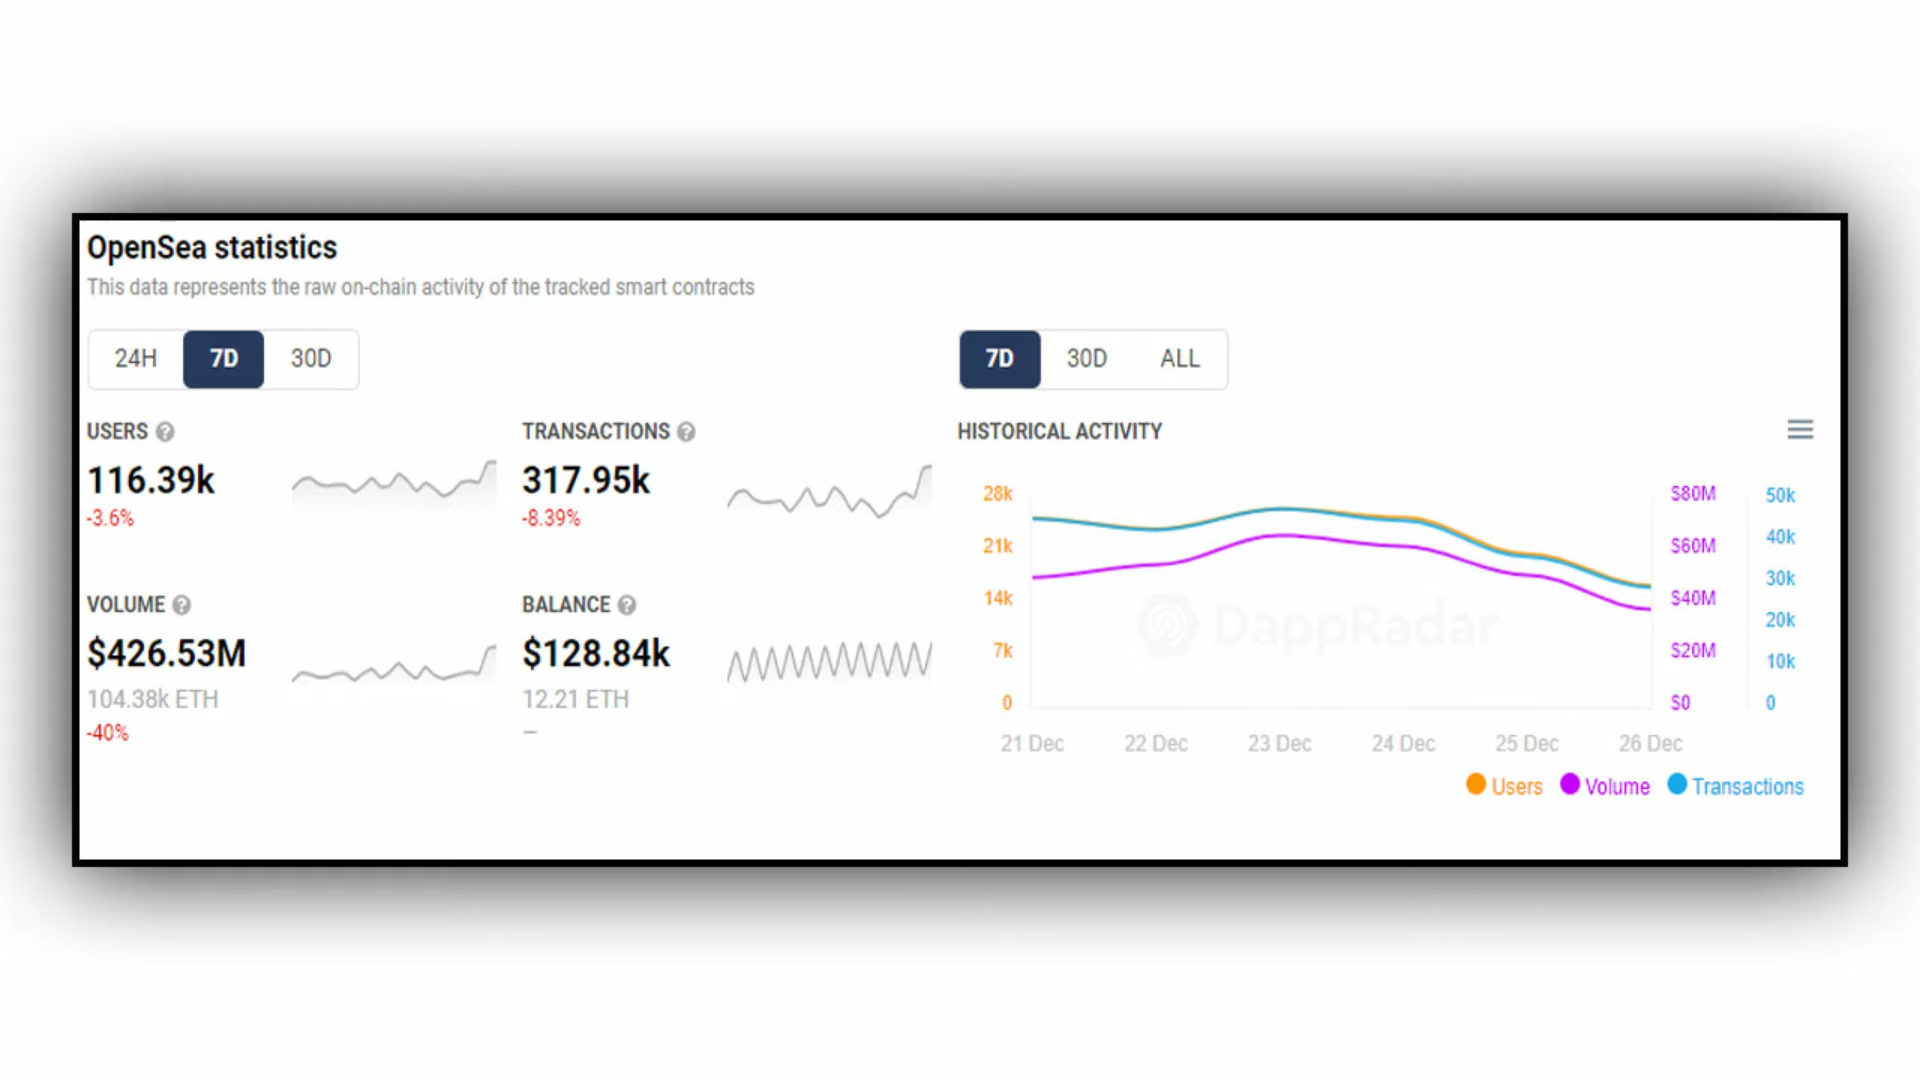 OpenSea statistics
This data represents the raw on-chain activity of the tracked smart contracts
24H 7D 30D
USERS ?
116.39k
-3.6%
TRANSACTIONS ?
317.95k
-8.39%
VOLUME ?
$426.53M
104.38k ETH
-40%
BALANCE ?
$128.84k
12.21 ETH
–
7D 30D ALL
HISTORICAL ACTIVITY
28k
21k
14k
7k
0
DappRadar
$80M
$60M
$40M
$20M
$0
50k
40k
30k
20k
10k
0
21 Dec 22 Dec 23 Dec 24 Dec 25 Dec 26 Dec
Users Volume Transactions